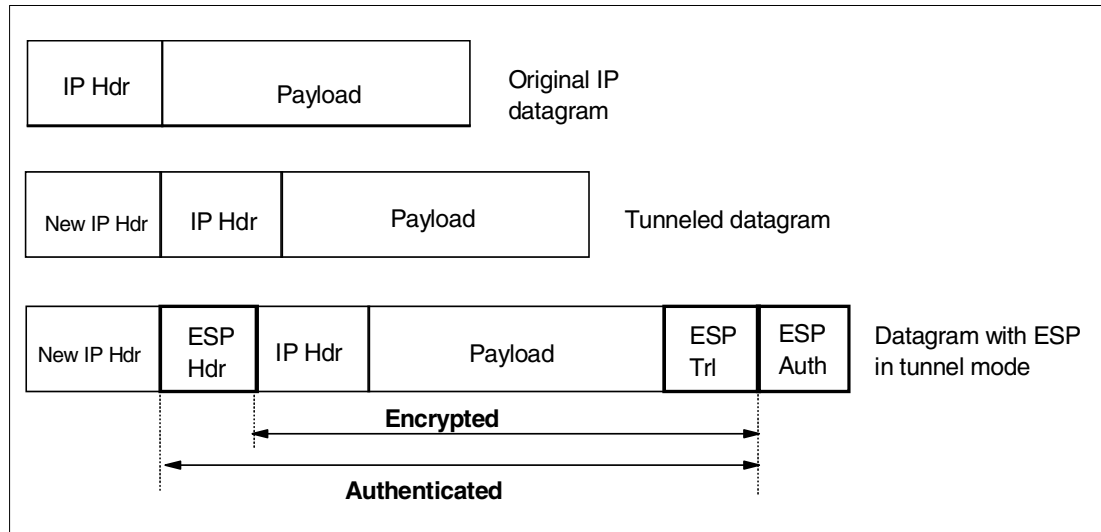 IP Hdr
Payload
Original IP
datagram
New IP Hdr
IP Hdr
Payload
Tunneled datagram
New IP Hdr
ESP
Hdr
IP Hdr
Payload
ESP
Trl
ESP
Auth
Datagram with ESP
in tunnel mode
Encrypted
Authenticated